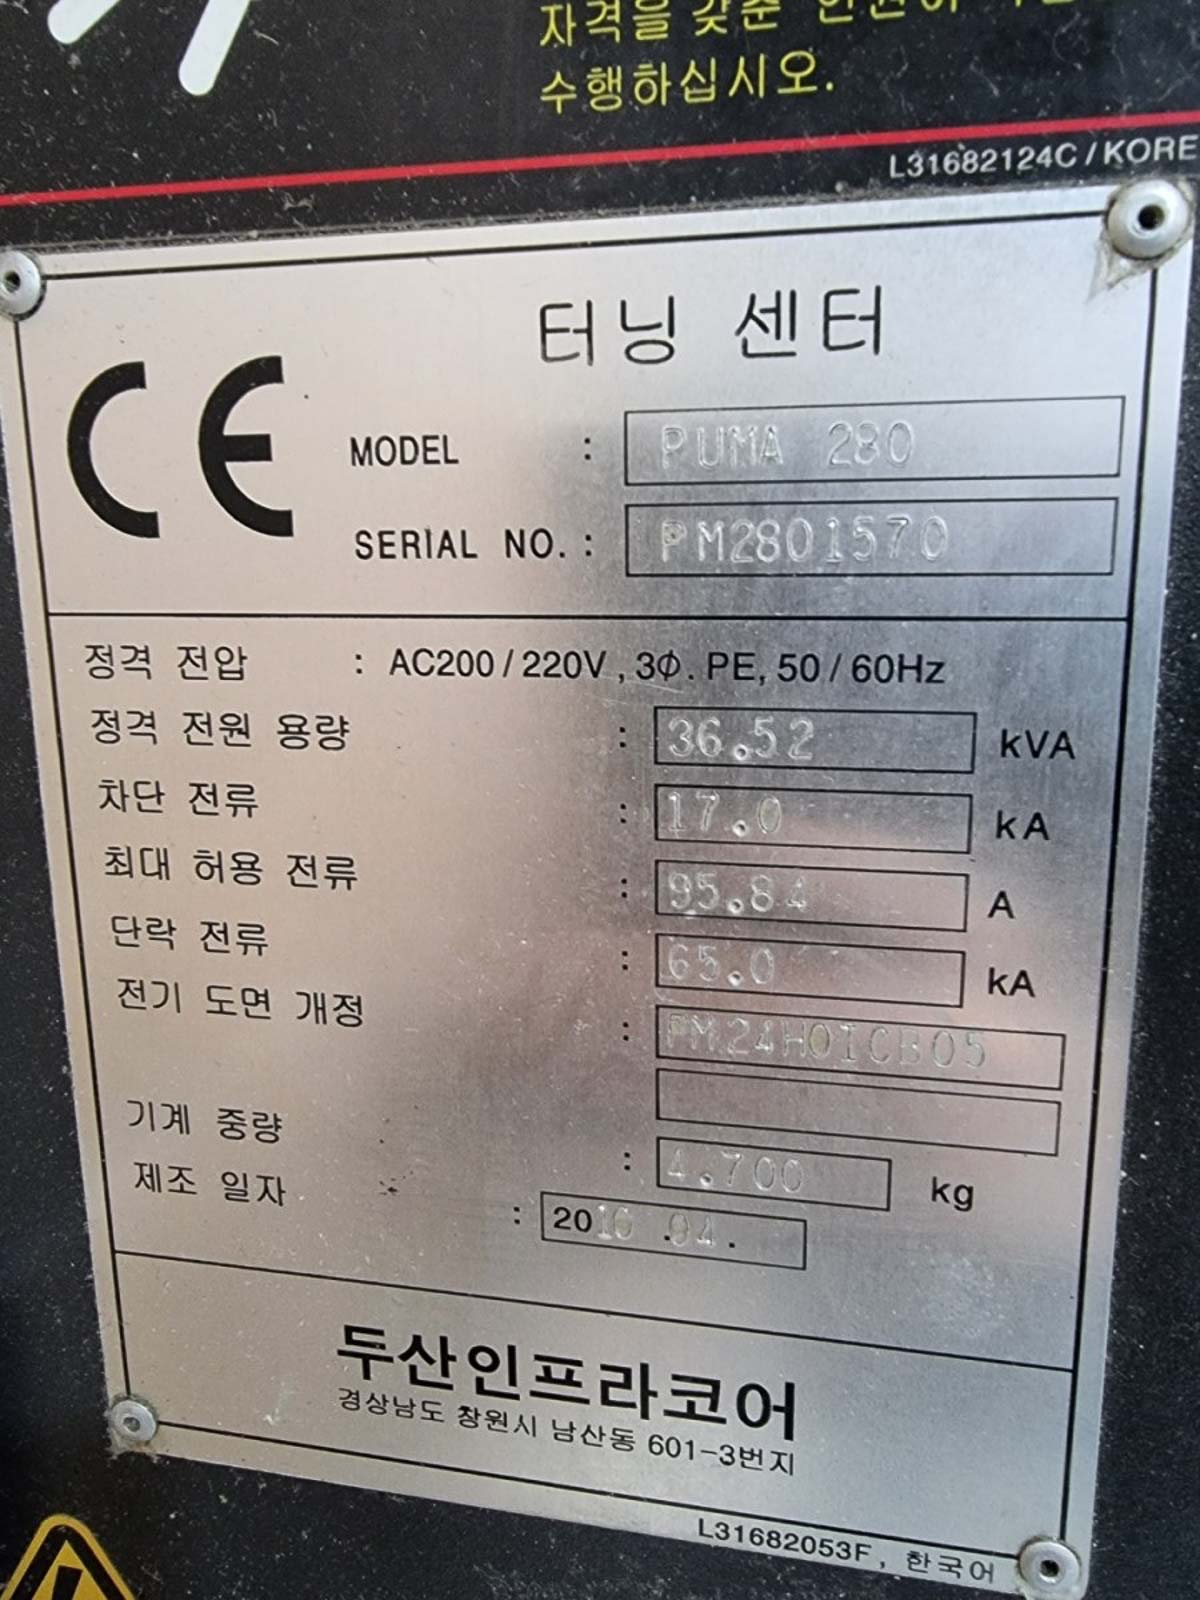 자격을 갖춘 인원이
수행하십시오.
L31682124C / KORE
CE
터닝 센터
MODEL : PUMA 280
SERIAL NO. : PM2801570
정격 전압 : AC200 / 220V , 3Φ . PE, 50 / 60Hz
정격 전원 용량 : 36.52 kVA
차단 전류 : 17.0 kA
최대 허용 전류 : 95.84 A
단락 전류 : 65.0 kA
전기 도면 개정 : PM24H0ICB05
기계 중량 : 4.700 kg
제조 일자 : 2010 .04 .
두산인프라코어
경상남도 창원시 남산동 601-3번지
L31682053F , 한국어